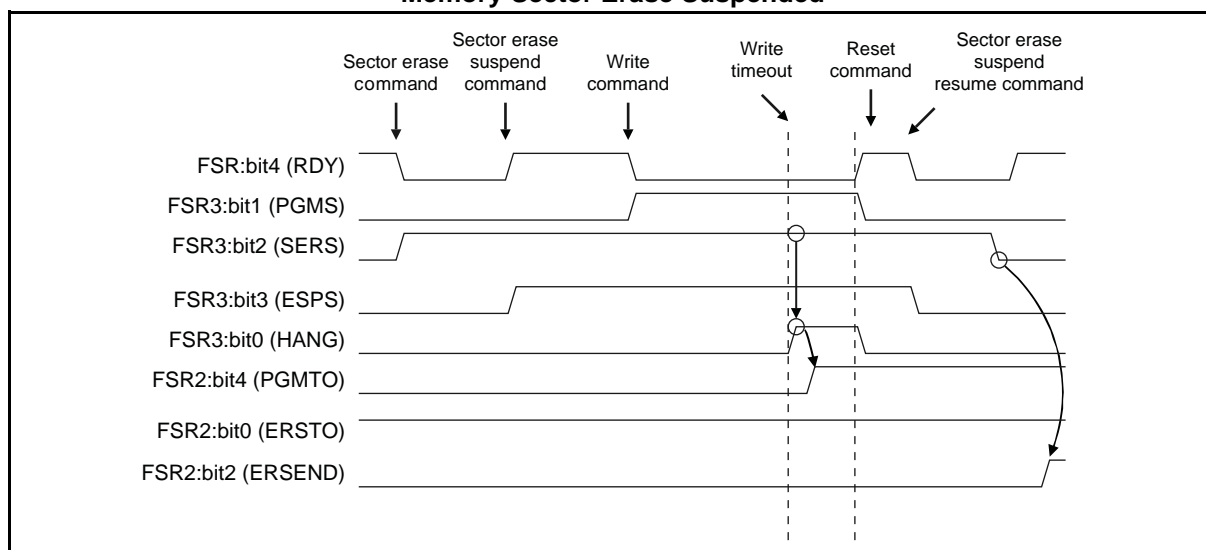 Memory Sector Erase Suspended
Sector erase
command
Sector erase
suspend
command
Write
command
Write
timeout
Reset
command
Sector erase
suspend
resume command
FSR:bit4 (RDY)
FSR3:bit1 (PGMS)
FSR3:bit2 (SERS)
FSR3:bit3 (ESPS)
FSR3:bit0 (HANG)
FSR2:bit4 (PGMTO)
FSR2:bit0 (ERSTO)
FSR2:bit2 (ERSEND)